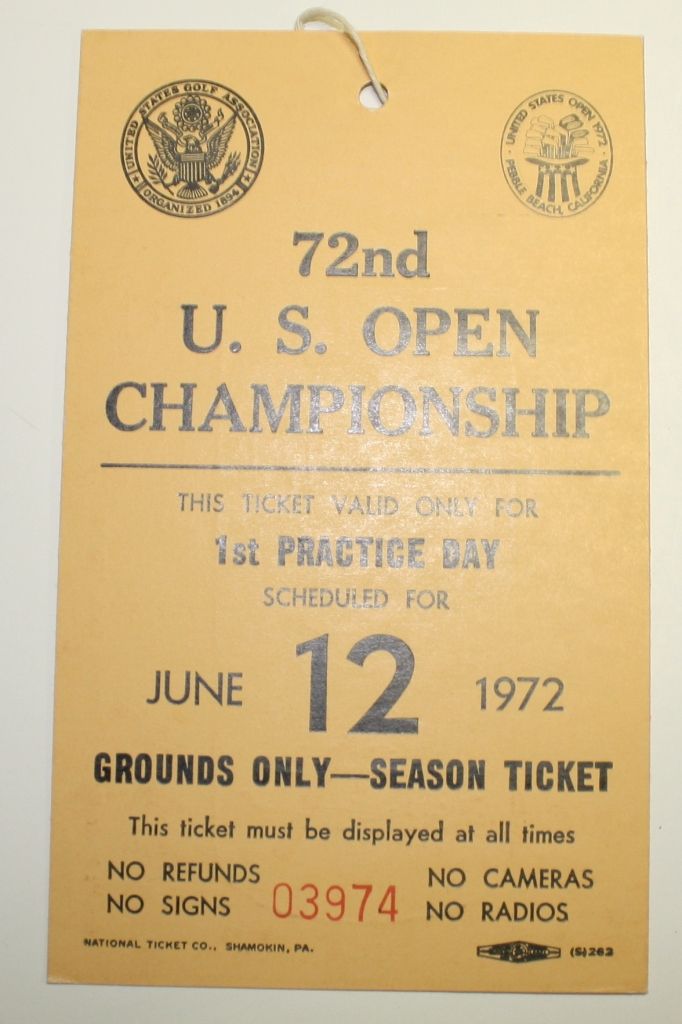 UNITED STATES GOLF ASSOCIATION
ORGANIZED 1894
UNITED STATES OPEN 1972
PEBBLE BEACH, CALIFORNIA
72nd
U. S. OPEN
CHAMPIONSHIP
THIS TICKET VALID ONLY FOR
1st PRACTICE DAY
SCHEDULED FOR
JUNE 12 1972
GROUNDS ONLY—SEASON TICKET
This ticket must be displayed at all times
NO REFUNDS
NO SIGNS
03974
NO CAMERAS
NO RADIOS
NATIONAL TICKET CO., SHAMOKIN, PA.
(S)263